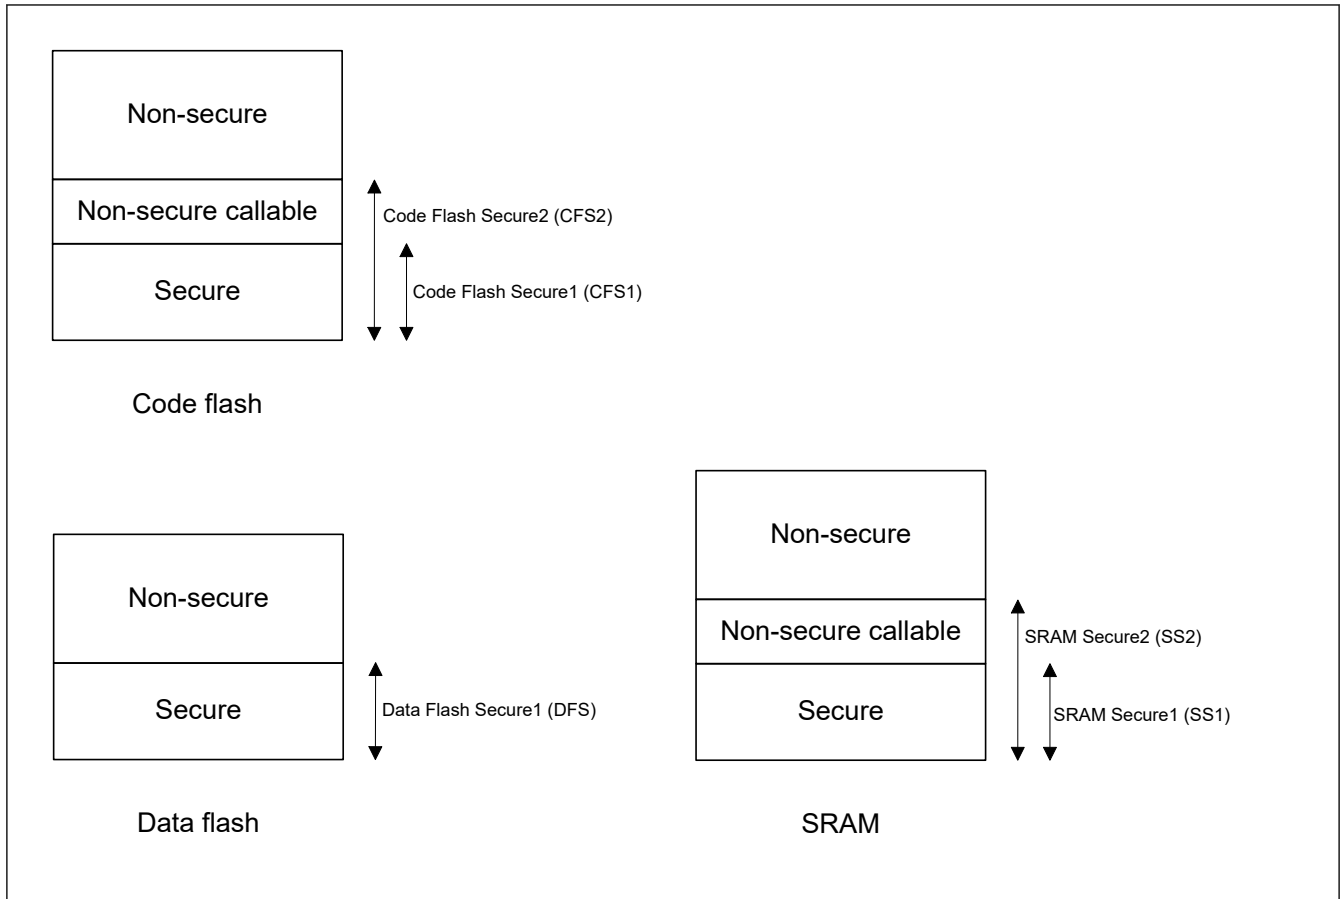 Non-secure
Non-secure callable
Code Flash Secure2 (CFS2)
Secure
Code Flash Secure1 (CFS1)
Code flash
Non-secure
Secure
Data Flash Secure1 (DFS)
Data flash
Non-secure
Non-secure callable
SRAM Secure2 (SS2)
Secure
SRAM Secure1 (SS1)
SRAM